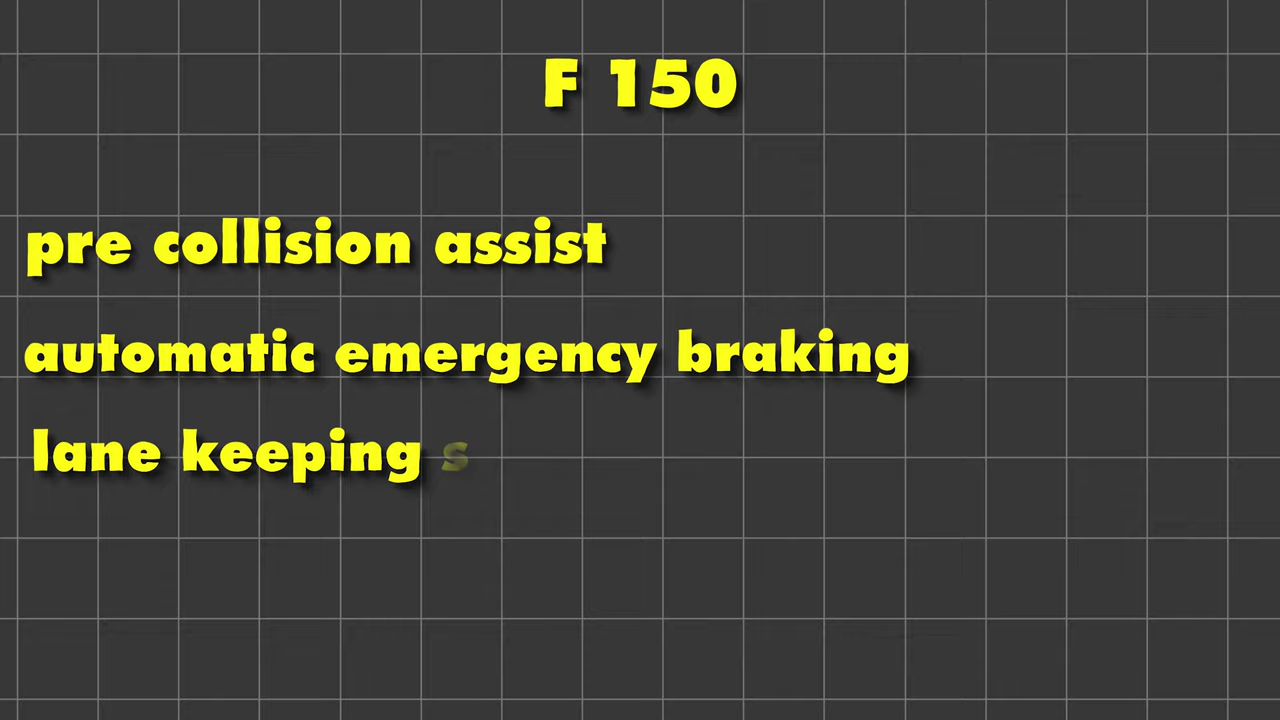 F 150
pre collision assist
automatic emergency braking
lane keeping s